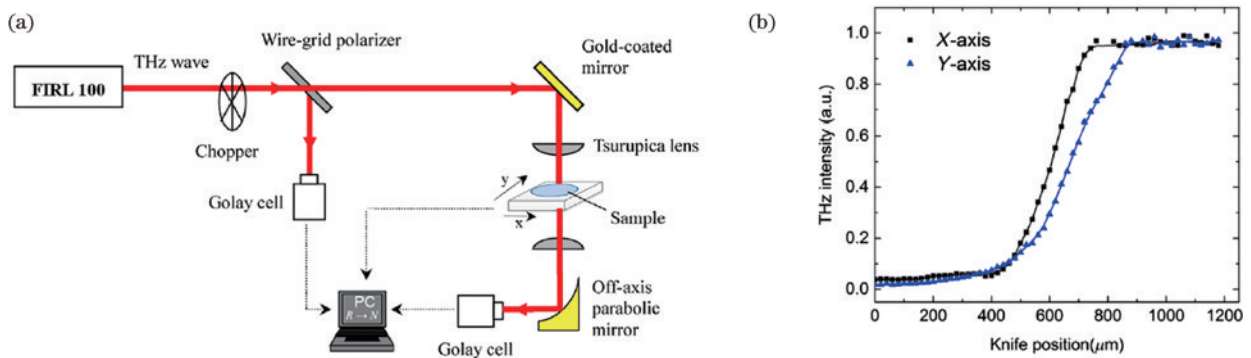 (a)
Wire-grid polarizer
Gold-coated
mirror
THz wave
FIRL 100
Chopper
Tsurupica lens
Golay cell
y
x
Sample
PC
R → N
Off-axis
parabolic
mirror
Golay cell
(b)
X-axis
Y-axis
THz intensity (a.u.)
1.0
0.8
0.6
0.4
0.2
0.0
0 200 400 600 800 1000 1200
Knife position(μm)